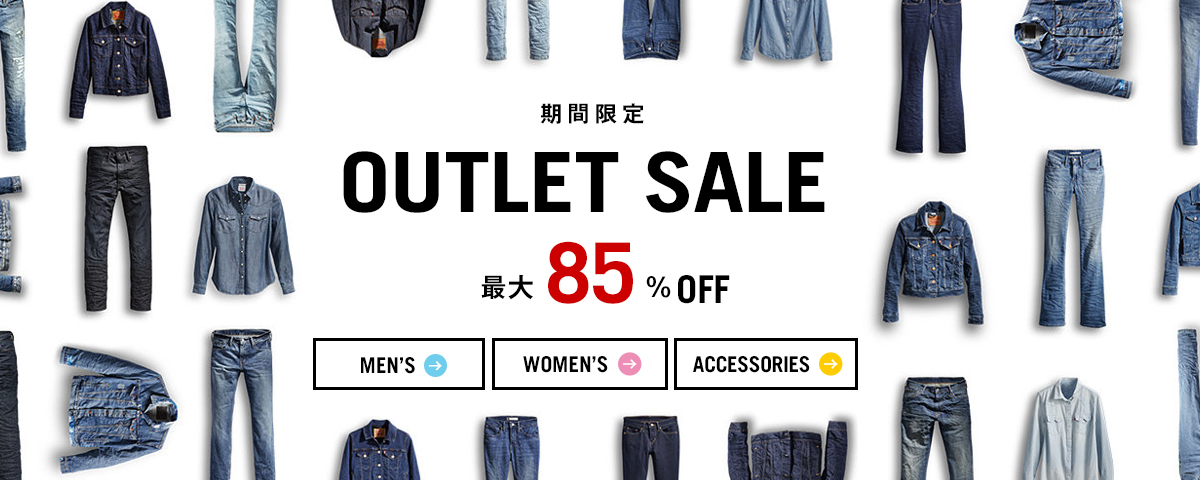 期間限定
OUTLET SALE
最大 85 % OFF
MEN'S
WOMEN'S
ACCESSORIES